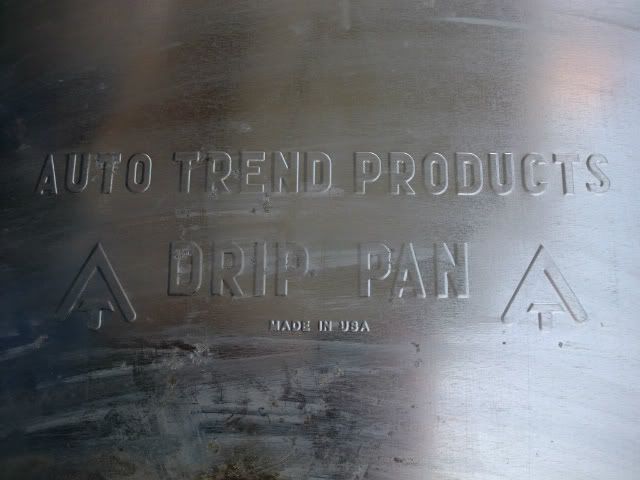 AUTO TREND PRODUCTS
DRIP PAN
MADE IN USA